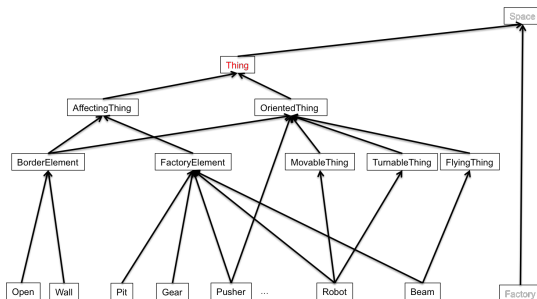 Space
Thing
AffectingThing OrientedThing
BorderElement FactoryElement MovableThing TurnableThing FlyingThing
Open Wall Pit Gear Pusher ... Robot Beam Factory